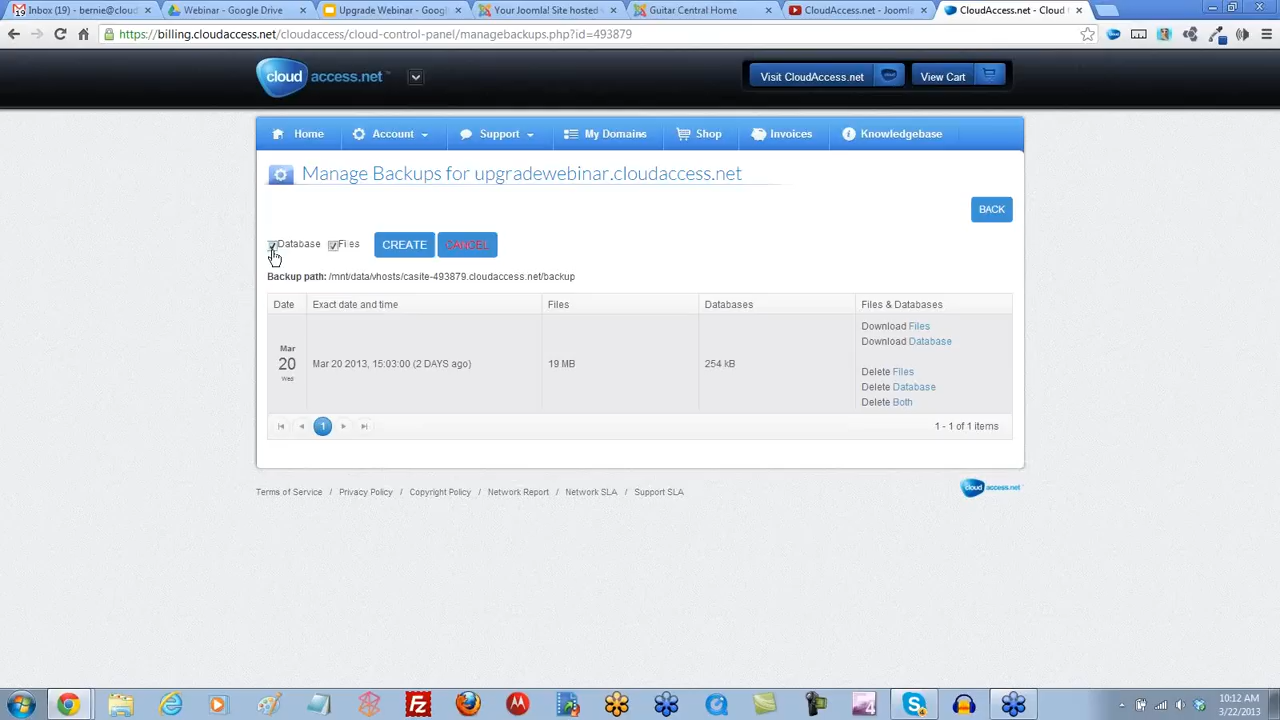 Inbox (19) - bernie@cloud
Webinar - Google Drive
Upgrade Webinar - Googl
Your Joomla! Site hosted
Guitar Central Home
CloudAccess.net - Joomla
CloudAccess.net - Cloud
https://billing.cloudaccess.net/cloudaccess/cloud-control-panel/managebackups.php?id=493879
cloud access.net
Visit CloudAccess.net
View Cart
Home
Account
Support
My Domains
Shop
Invoices
Knowledgebase
Manage Backups for upgradewebinar.cloudaccess.net
BACK
Database
Files
CREATE
CANCEL
Backup path: /mnt/data/vhosts/casite-493879.cloudaccess.net/backup
Date
Exact date and time
Files
Databases
Files & Databases
Mar
20
Wed
Mar 20 2013, 15:03:00 (2 DAYS ago)
19 MB
254 kB
Download Files
Download Database
Delete Files
Delete Database
Delete Both
1
1 - 1 of 1 items
Terms of Service / Privacy Policy / Copyright Policy / Network Report / Network SLA / Support SLA
cloud access.net
10:12 AM
3/22/2013